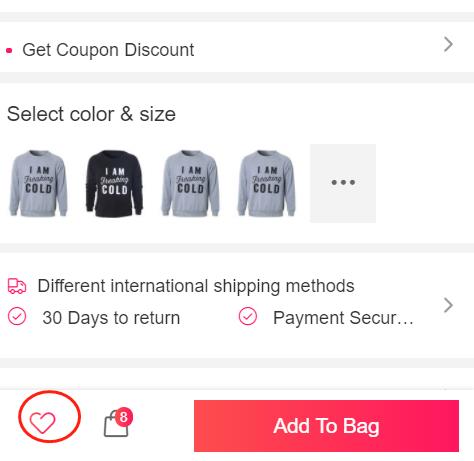 Get Coupon Discount
Select color & size
I AM
Freaking
COLD
I AM
Freaking
COLD
I AM
Freaking
COLD
I AM
Freaking
COLD
•••
Different international shipping methods
30 Days to return
Payment Secur...
8
Add To Bag